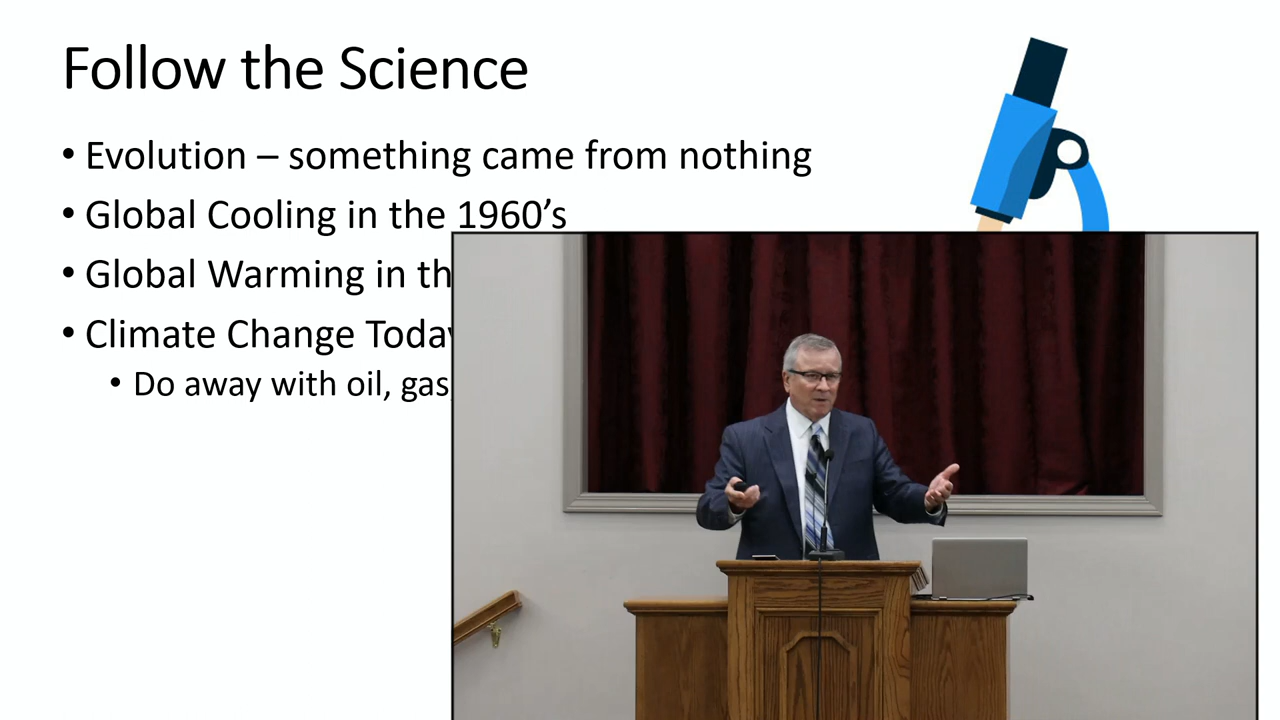 Follow the Science
• Evolution – something came from nothing
• Global Cooling in the 1960’s
• Global Warming in th
• Climate Change Today
• Do away with oil, gas,